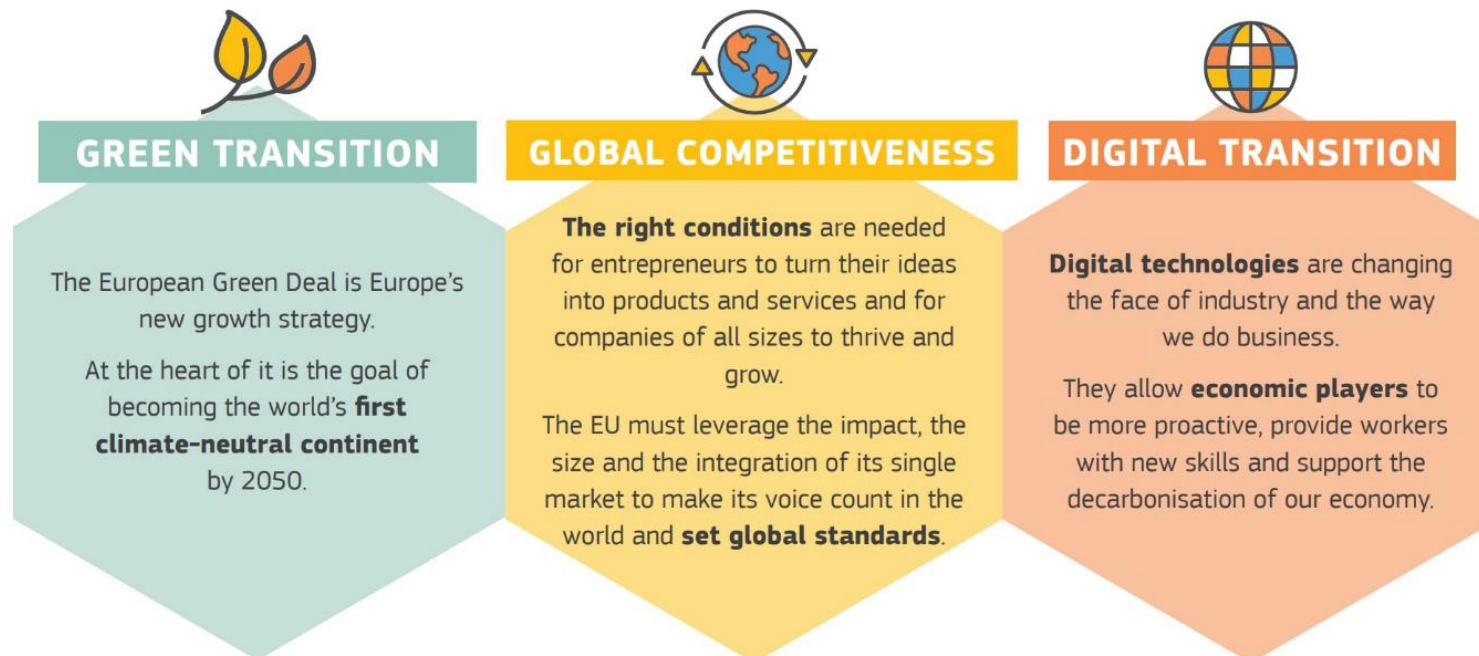 GREEN TRANSITION
The European Green Deal is Europe's
new growth strategy.
At the heart of it is the goal of
becoming the world's first
climate-neutral continent
by 2050.
GLOBAL COMPETITIVENESS
The right conditions are needed
for entrepreneurs to turn their ideas
into products and services and for
companies of all sizes to thrive and
grow.
The EU must leverage the impact, the
size and the integration of its single
market to make its voice count in the
world and set global standards.
DIGITAL TRANSITION
Digital technologies are changing
the face of industry and the way
we do business.
They allow economic players to
be more proactive, provide workers
with new skills and support the
decarbonisation of our economy.